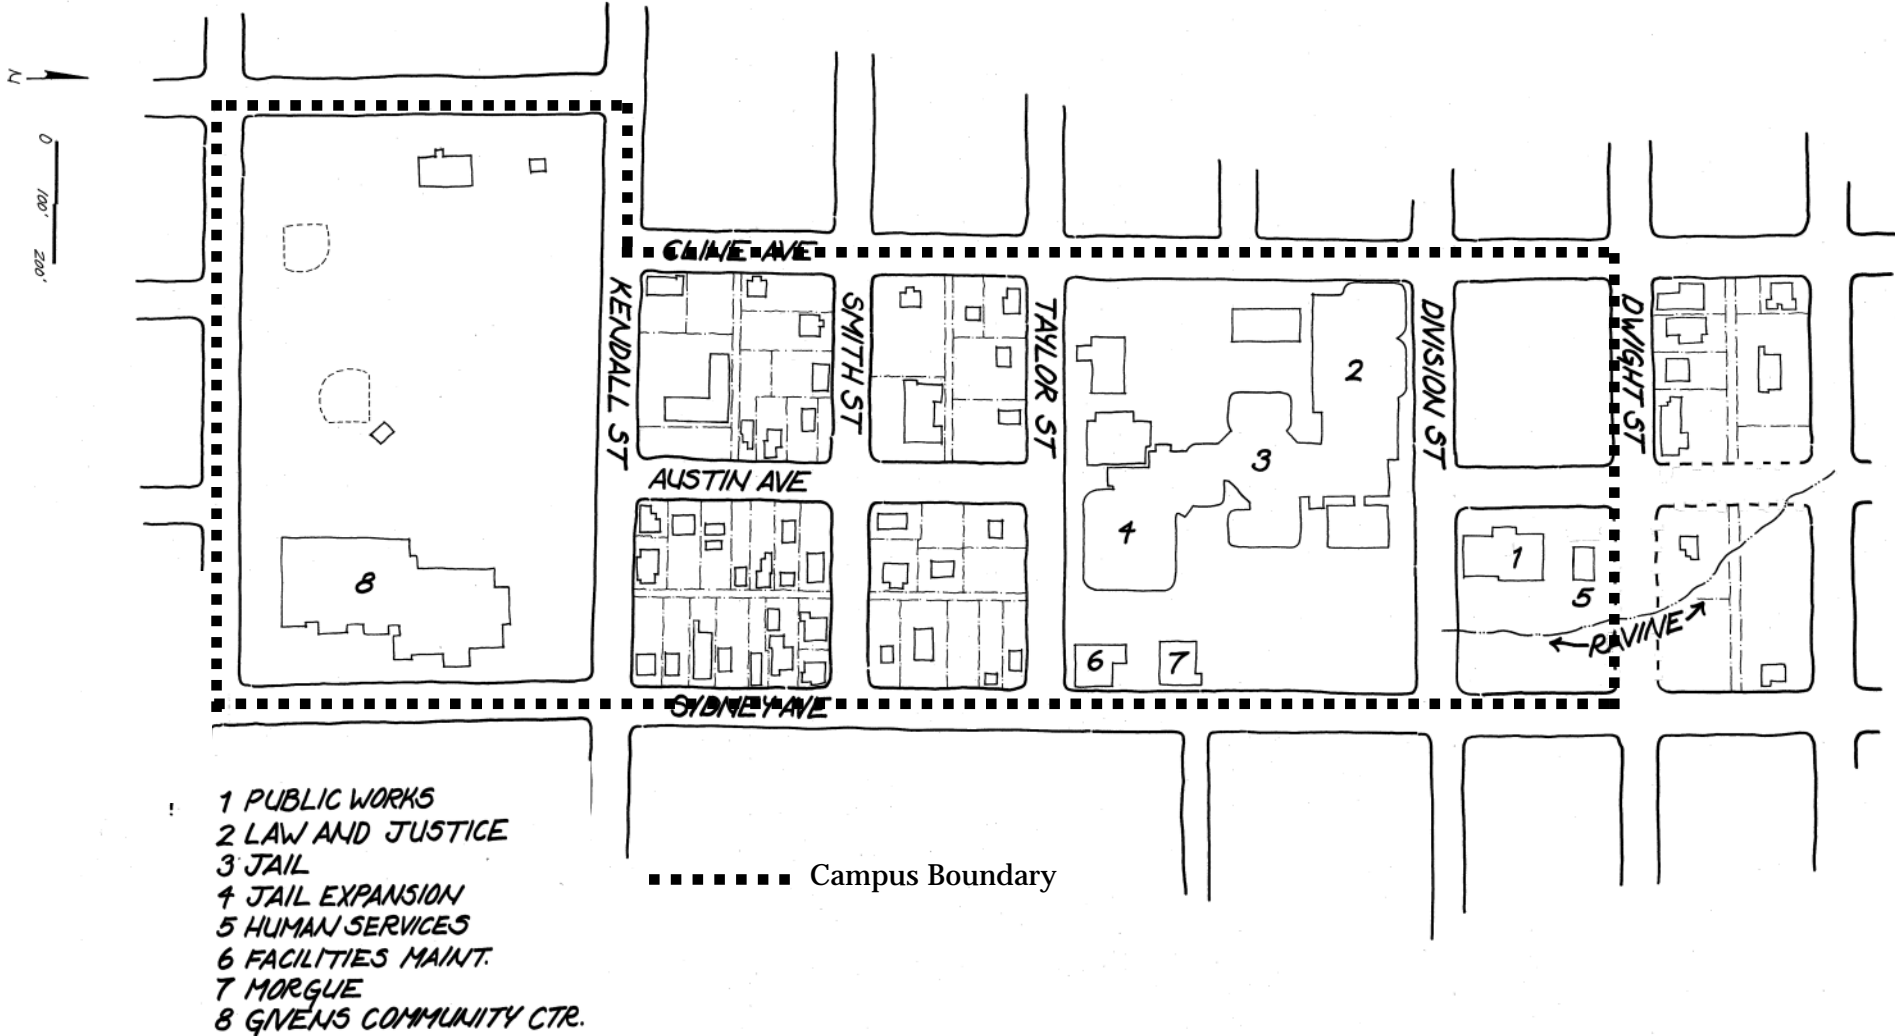 N
0
100'
200'
CLINE AVE
KENDALL ST
SMITH ST
TAYLOR ST
DIVISION ST
DWIGHT ST
2
3
AUSTIN AVE
4
1
5
8
RAVINE
6
7
SYDNEY AVE
1 PUBLIC WORKS
2 LAW AND JUSTICE
3 JAIL
4 JAIL EXPANSION
5 HUMAN SERVICES
6 FACILITIES MAINT.
7 MORGUE
8 GIVENS COMMUNITY CTR.
Campus Boundary